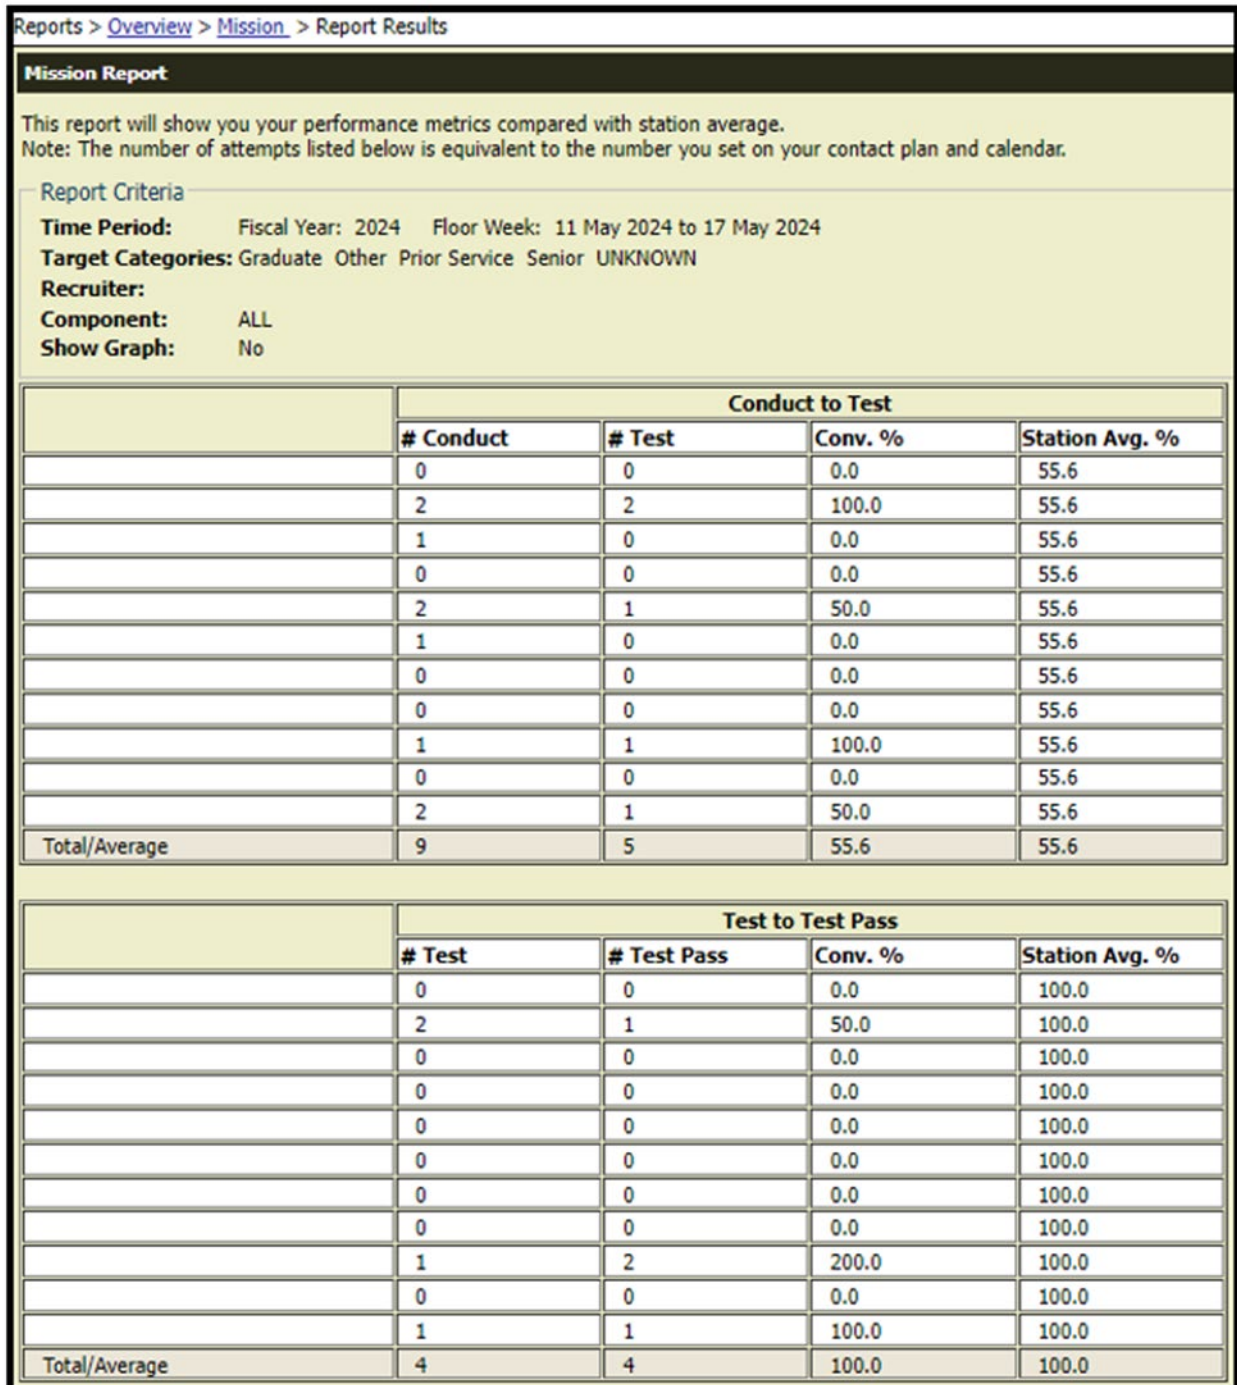 Reports > Overview > Mission > Report Results
Mission Report
This report will show you your performance metrics compared with station average.
Note: The number of attempts listed below is equivalent to the number you set on your contact plan and calendar.
Report Criteria
Time Period: Fiscal Year: 2024 Floor Week: 11 May 2024 to 17 May 2024
Target Categories: Graduate Other Prior Service Senior UNKNOWN
Recruiter:
Component: ALL
Show Graph: No
Conduct to Test
# Conduct # Test Conv. % Station Avg. %
0 0 0.0 55.6
2 2 100.0 55.6
1 0 0.0 55.6
0 0 0.0 55.6
2 1 50.0 55.6
1 0 0.0 55.6
0 0 0.0 55.6
0 0 0.0 55.6
1 1 100.0 55.6
0 0 0.0 55.6
2 1 50.0 55.6
Total/Average 9 5 55.6 55.6
Test to Test Pass
# Test # Test Pass Conv. % Station Avg. %
0 0 0.0 100.0
2 1 50.0 100.0
0 0 0.0 100.0
0 0 0.0 100.0
0 0 0.0 100.0
0 0 0.0 100.0
0 0 0.0 100.0
0 0 0.0 100.0
1 2 200.0 100.0
0 0 0.0 100.0
1 1 100.0 100.0
Total/Average 4 4 100.0 100.0